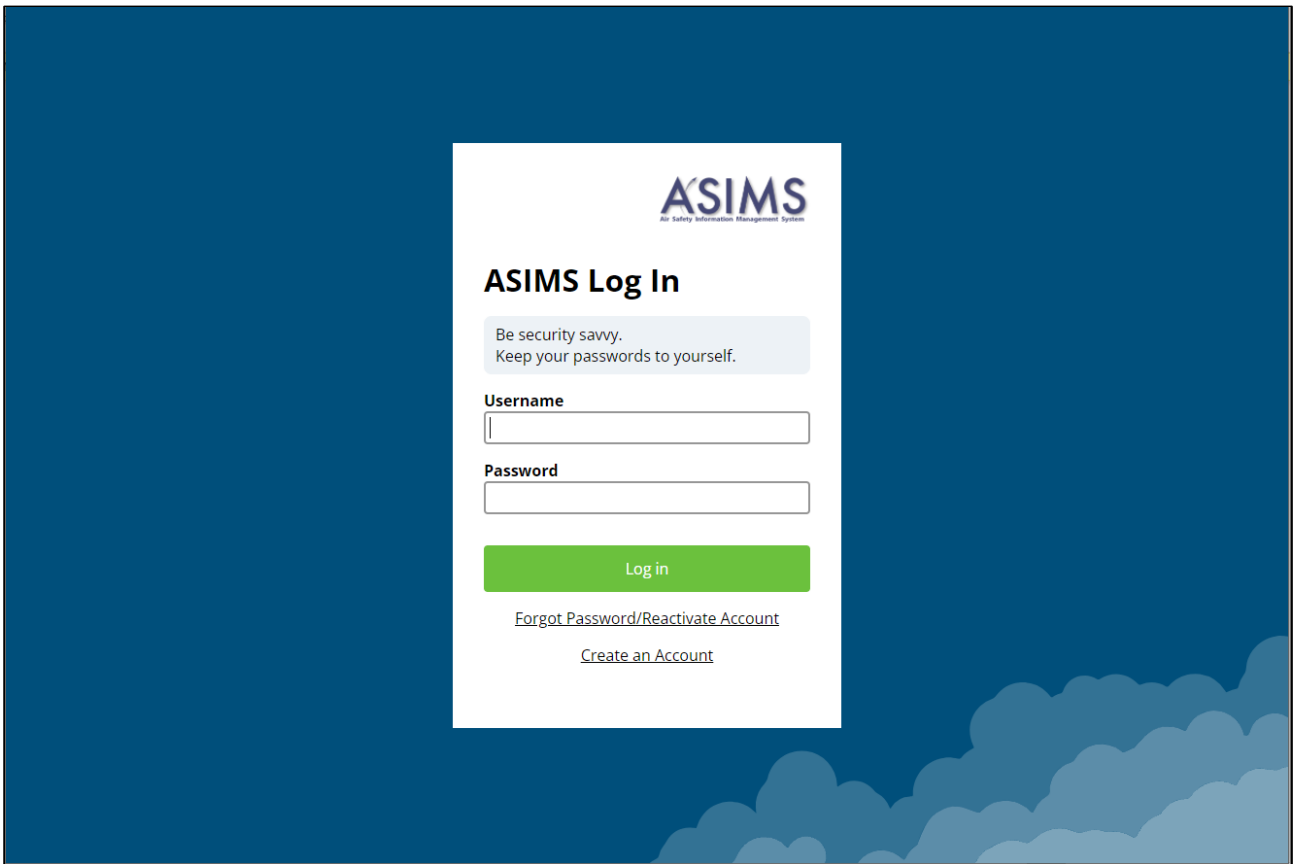 ASIMS
Air Safety Information Management System
ASIMS Log In
Be security savvy.
Keep your passwords to yourself.
Username
Password
Log in
Forgot Password/Reactivate Account
Create an Account